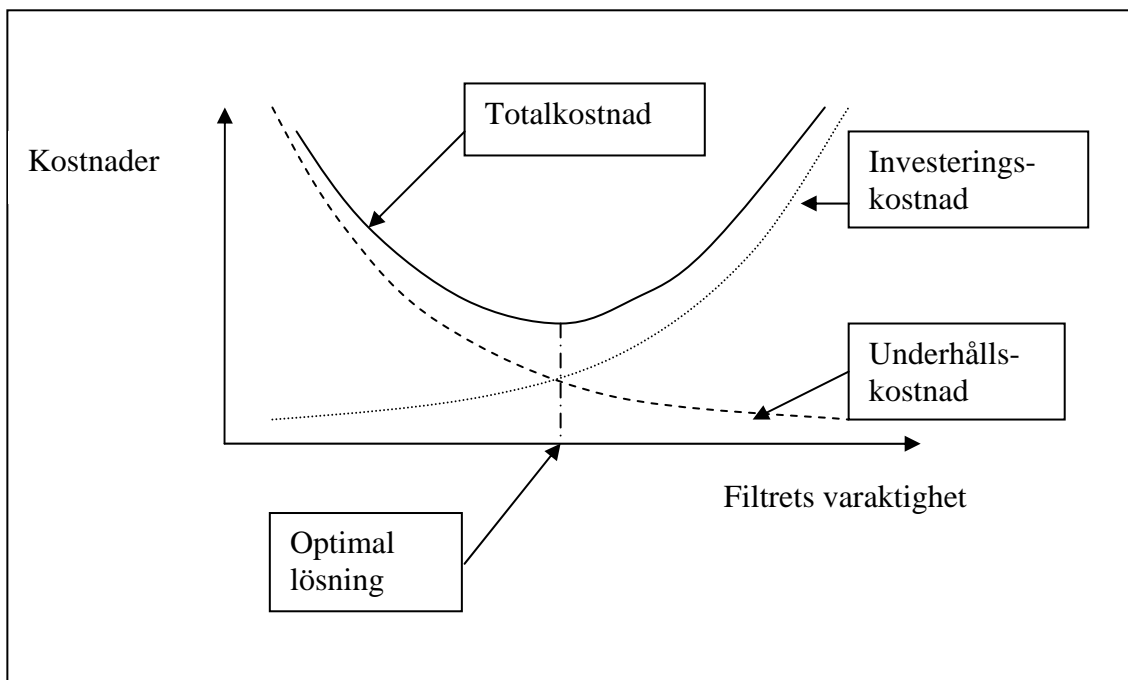 Totalkostnad
Kostnader
Investerings-
kostnad
Underhålls-
kostnad
Filtrets varaktighet
Optimal
lösning